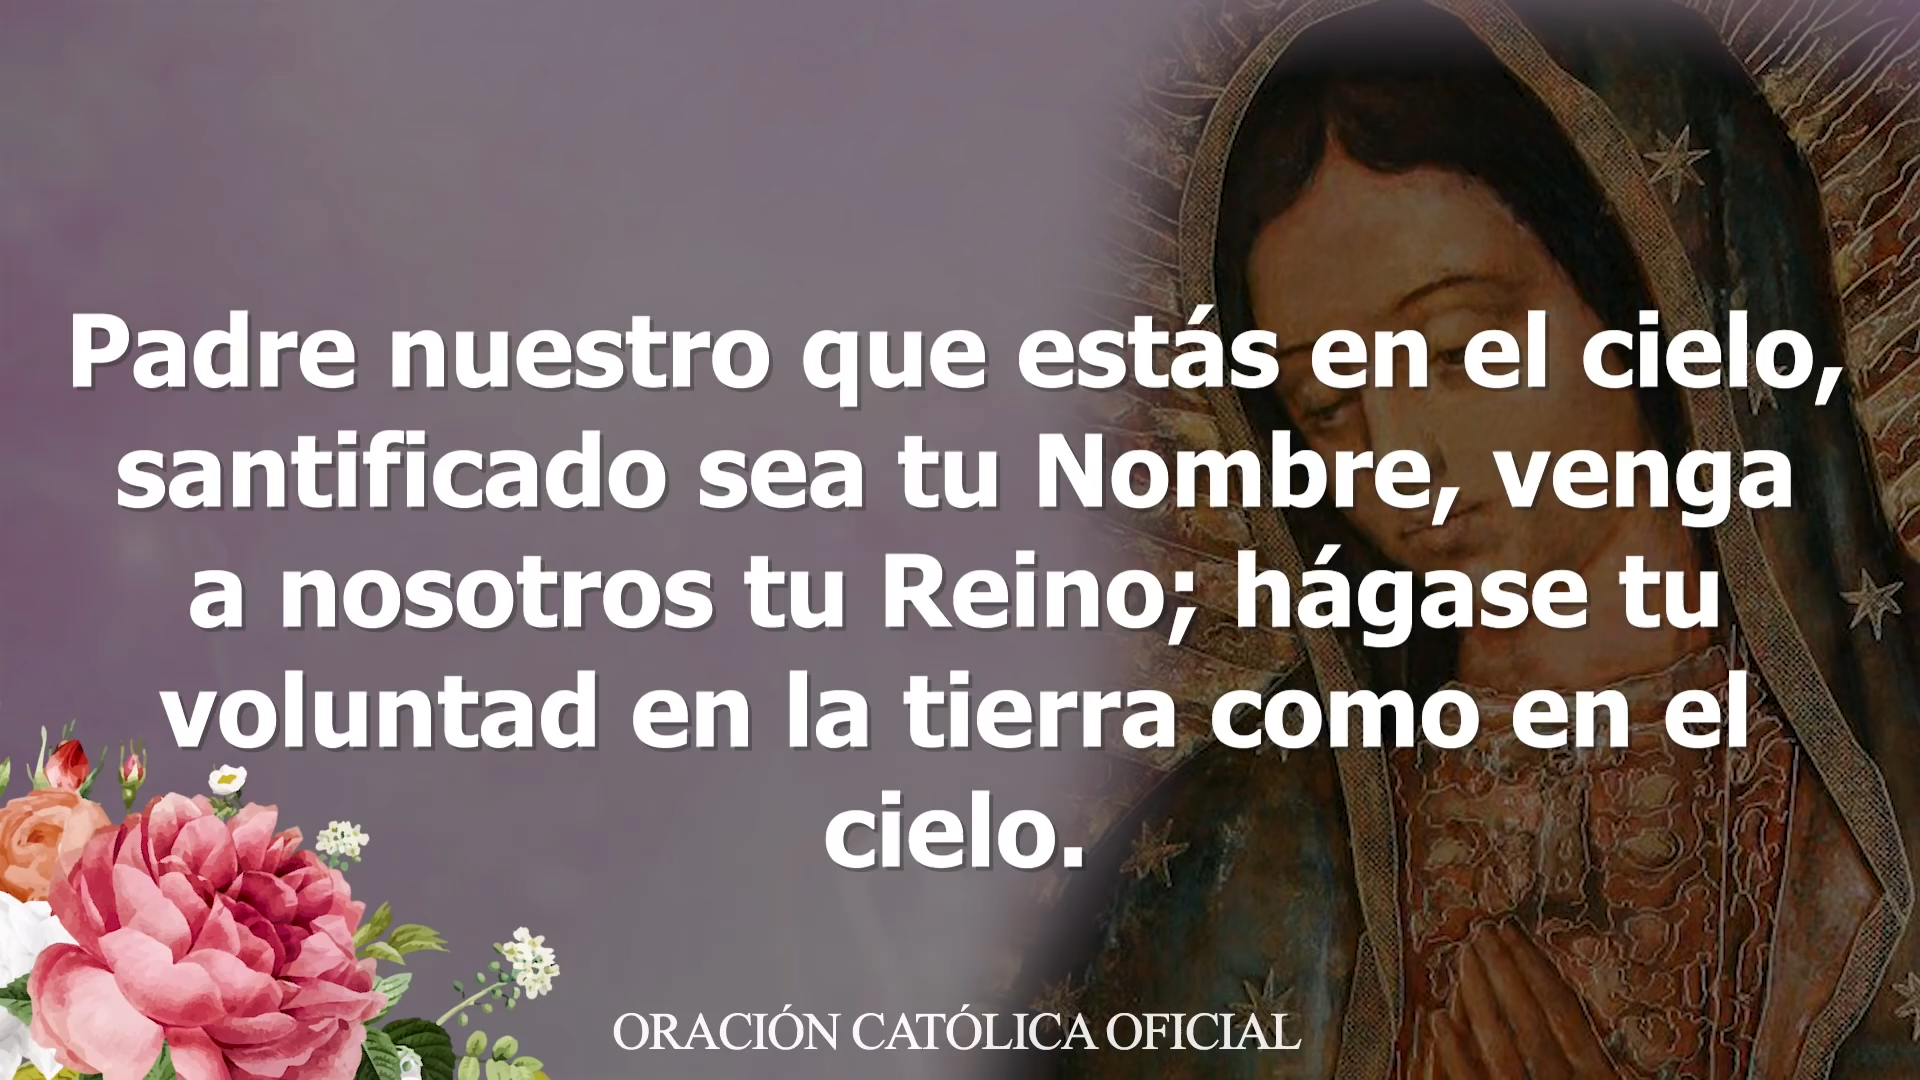 Padre nuestro que estás en el cielo,
santificado sea tu Nombre, venga
a nosotros tu Reino; hágase tu
voluntad en la tierra como en el
cielo.
ORACIÓN CATÓLICA OFICIAL